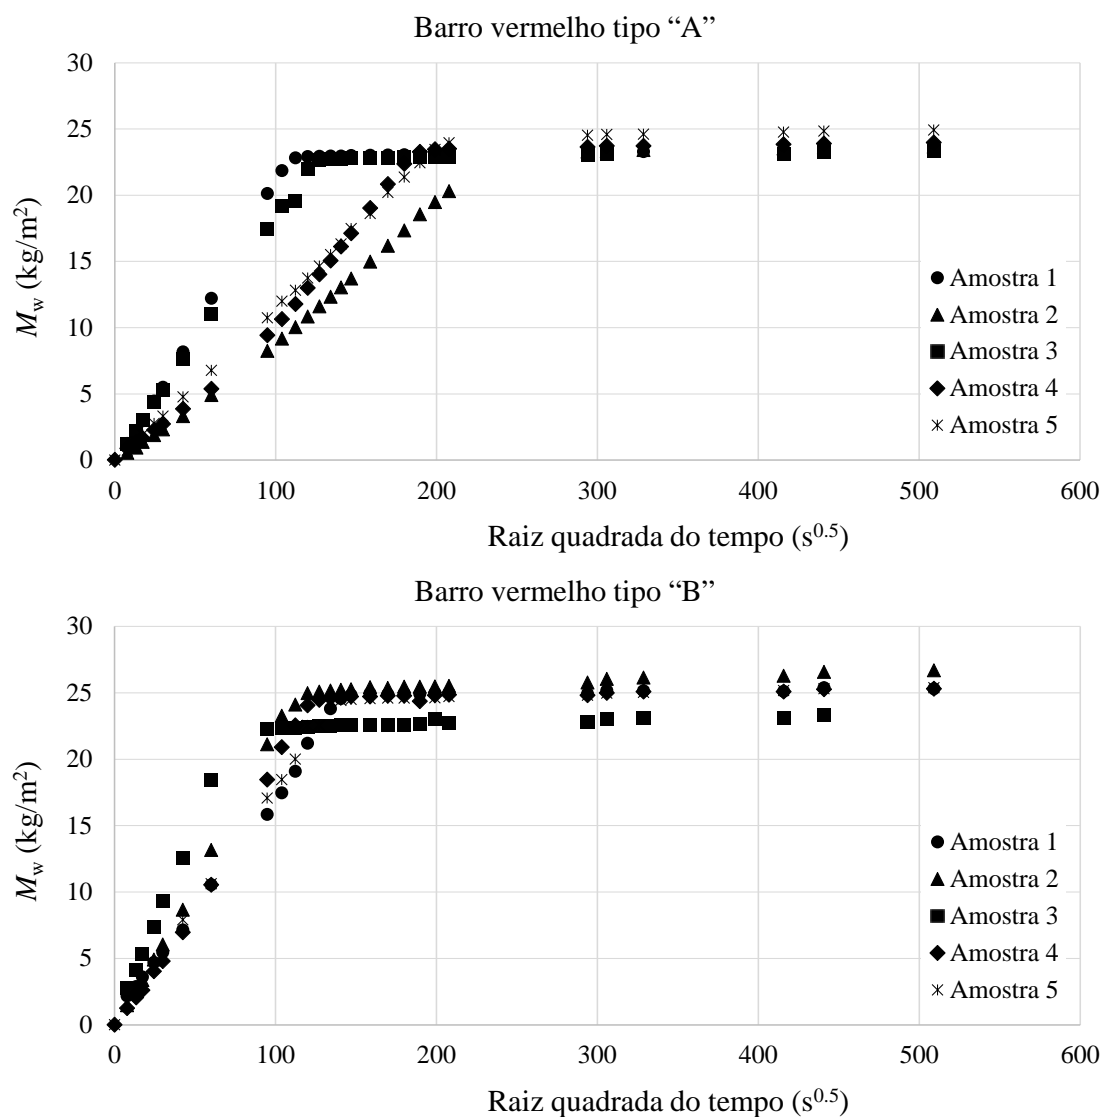 Barro vermelho tipo “A”
30
25
20
15
10
5
0
M_w (kg/m²)
Amostra 1
Amostra 2
Amostra 3
Amostra 4
Amostra 5
0 100 200 300 400 500 600
Raiz quadrada do tempo (s^0.5)
Barro vermelho tipo “B”
30
25
20
15
10
5
0
M_w (kg/m²)
Amostra 1
Amostra 2
Amostra 3
Amostra 4
Amostra 5
0 100 200 300 400 500 600
Raiz quadrada do tempo (s^0.5)